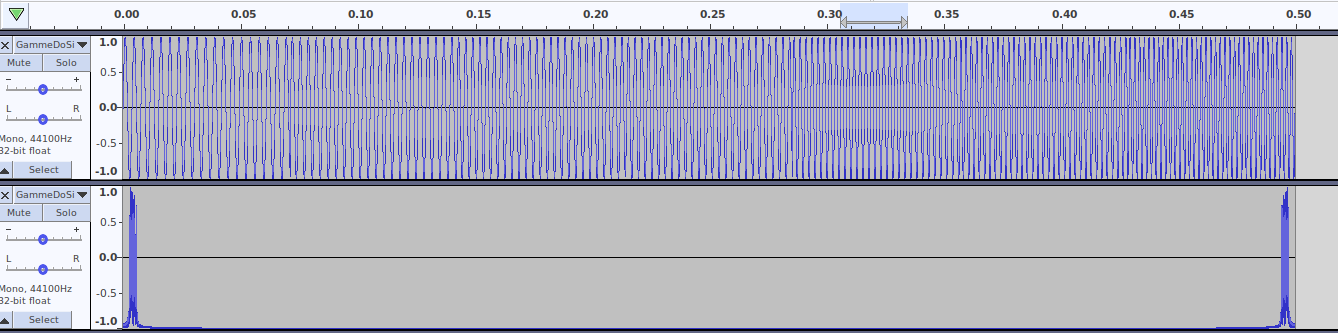 0.00 0.05 0.10 0.15 0.20 0.25 0.30 0.35 0.40 0.45 0.50
GammeDoSi
1.0
Mute Solo
0.5
- +
0.0
L R
Mono, 44100Hz
-0.5
32-bit float
Select
-1.0
GammeDoSi
1.0
Mute Solo
0.5
- +
0.0
L R
Mono, 44100Hz
-0.5
32-bit float
Select
-1.0